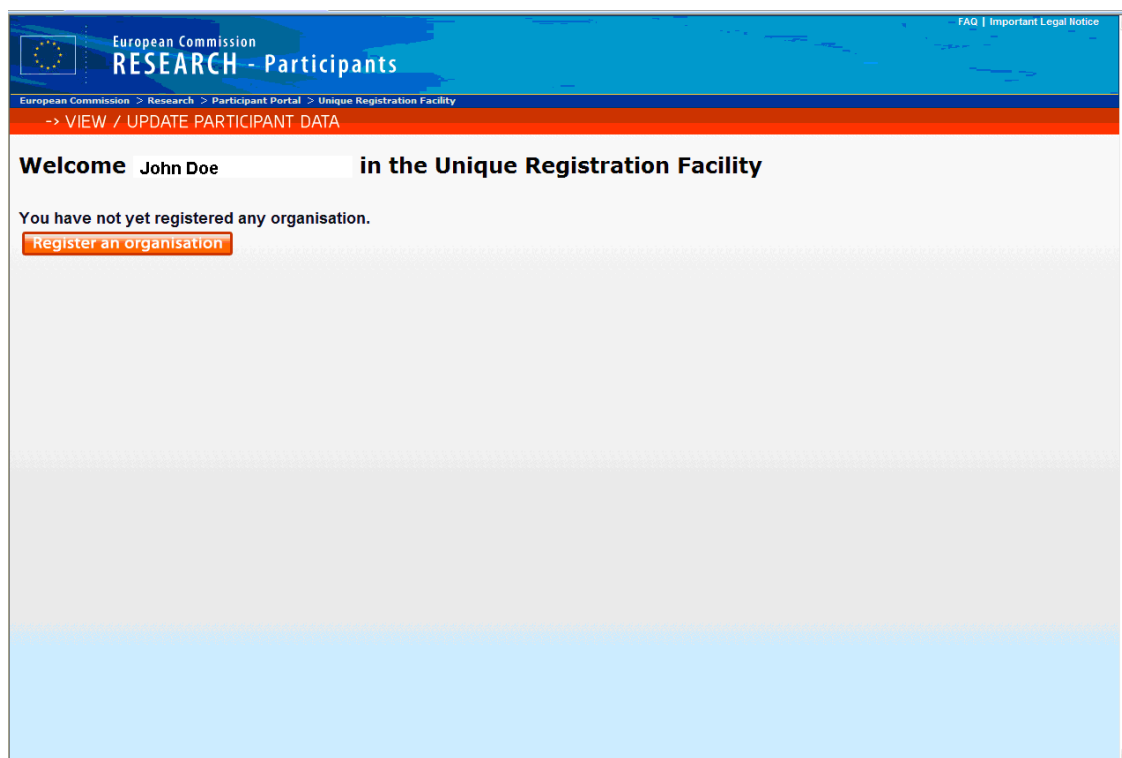 FAQ | Important Legal Notice
European Commission
RESEARCH - Participants
European Commission > Research > Participant Portal > Unique Registration Facility
-> VIEW / UPDATE PARTICIPANT DATA
Welcome John Doe in the Unique Registration Facility
You have not yet registered any organisation.
Register an organisation